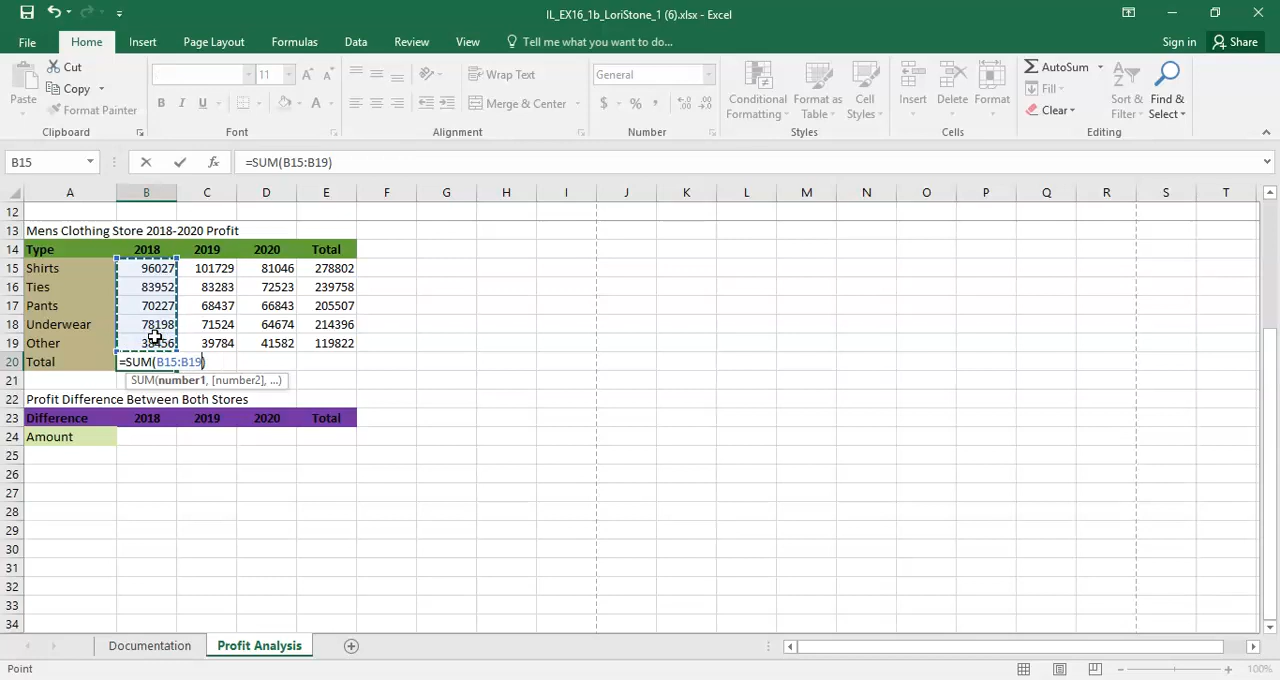 IL_EX16_1b_LoriStone_1 (6).xlsx - Excel
File Home Insert Page Layout Formulas Data Review View Tell me what you want to do... Sign in Share
Paste Cut Copy Format Painter
11
Wrap Text Merge & Center
General
$ % ,
Conditional Formatting Format as Table Cell Styles
Insert Delete Format
AutoSum Fill Clear
Sort & Filter Find & Select
Clipboard Font Alignment Number Styles Cells Editing
B15 fx =SUM(B15:B19)
A B C D E F G H I J K L M N O P Q R S T
12
13 Mens Clothing Store 2018-2020 Profit
14 Type 2018 2019 2020 Total
15 Shirts 96027 101729 81046 278802
16 Ties 83952 83283 72523 239758
17 Pants 70227 68437 66843 205507
18 Underwear 78198 71524 64674 214396
19 Other 39784 41582 119822
20 Total =SUM(B15:B19)
21 SUM(number1, [number2], ...)
22 Profit Difference Between Both Stores
23 Difference 2018 2019 2020 Total
24 Amount
25
26
27
28
29
30
31
32
33
34
Documentation Profit Analysis
Point 100%